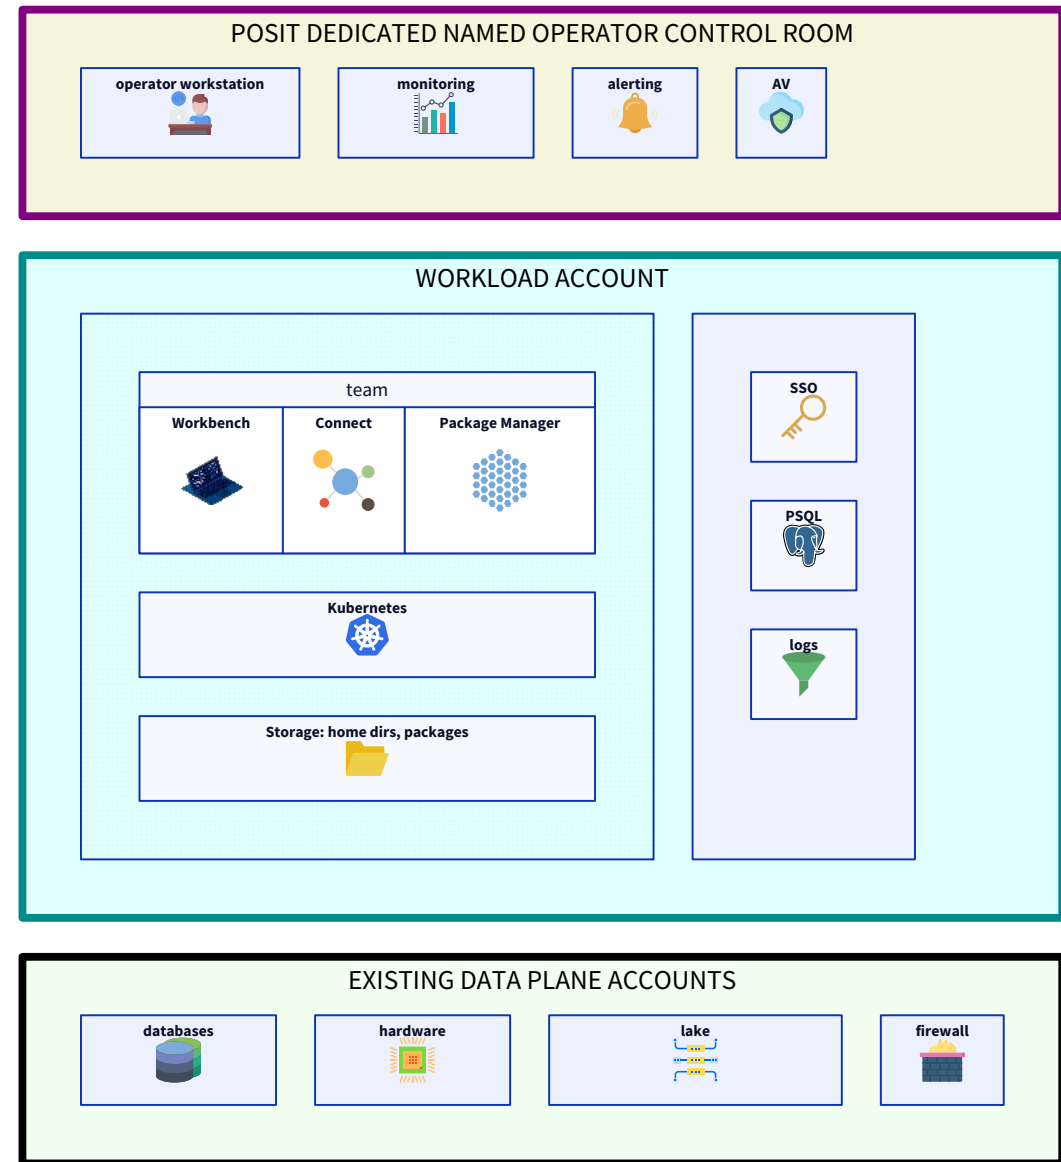 POSIT DEDICATED NAMED OPERATOR CONTROL ROOM
operator workstation
monitoring
alerting
AV
WORKLOAD ACCOUNT
team
Workbench
Connect
Package Manager
Kubernetes
Storage: home dirs, packages
SSO
PSQL
logs
EXISTING DATA PLANE ACCOUNTS
databases
hardware
lake
firewall